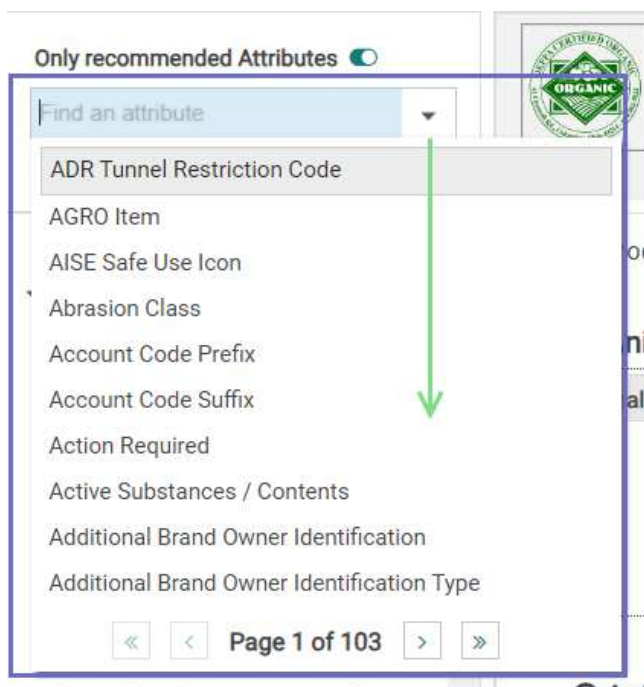 Only recommended Attributes
ORGANIC
Find an attribute
ADR Tunnel Restriction Code
AGRO Item
AISE Safe Use Icon
Abrasion Class
Account Code Prefix
Account Code Suffix
Action Required
Active Substances / Contents
Additional Brand Owner Identification
Additional Brand Owner Identification Type
« < Page 1 of 103 > »